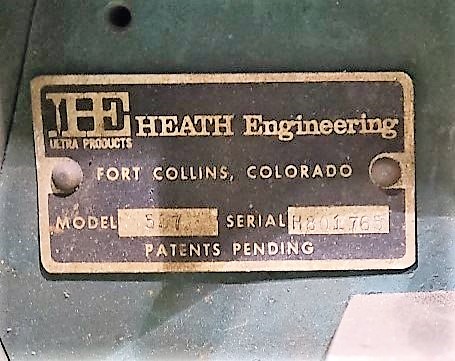 HE
ULTRA PRODUCTS
HEATH Engineering
FORT COLLINS, COLORADO
MODEL SERIAL
PATENTS PENDING